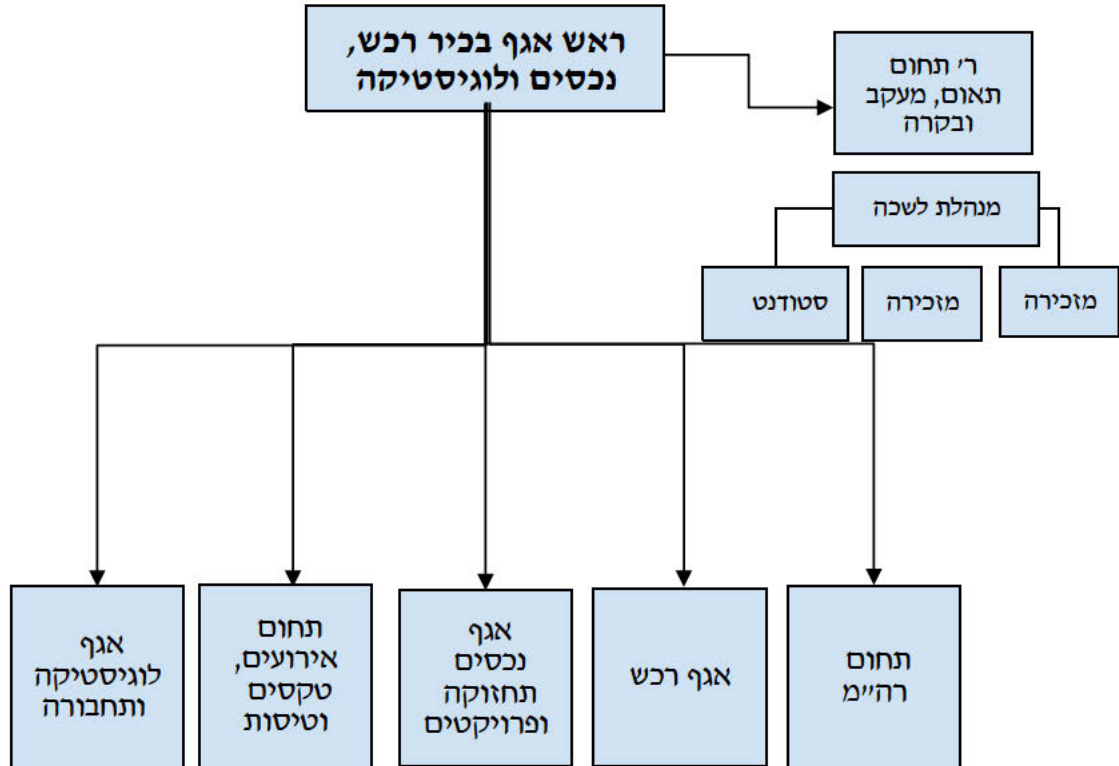 ראש אגף בכיר רכש,
נכסים ולוגיסטיקה
ר׳ תחום
תאום, מעקב
ובקרה
מנהלת לשכה
מזכירה
מזכירה
סטודנט
תחום
רה״מ
אגף רכש
אגף
נכסים
תחזוקה
ופרויקטים
תחום
אירועים,
טקסים
וטיסות
אגף
לוגיסטיקה
ותחבורה